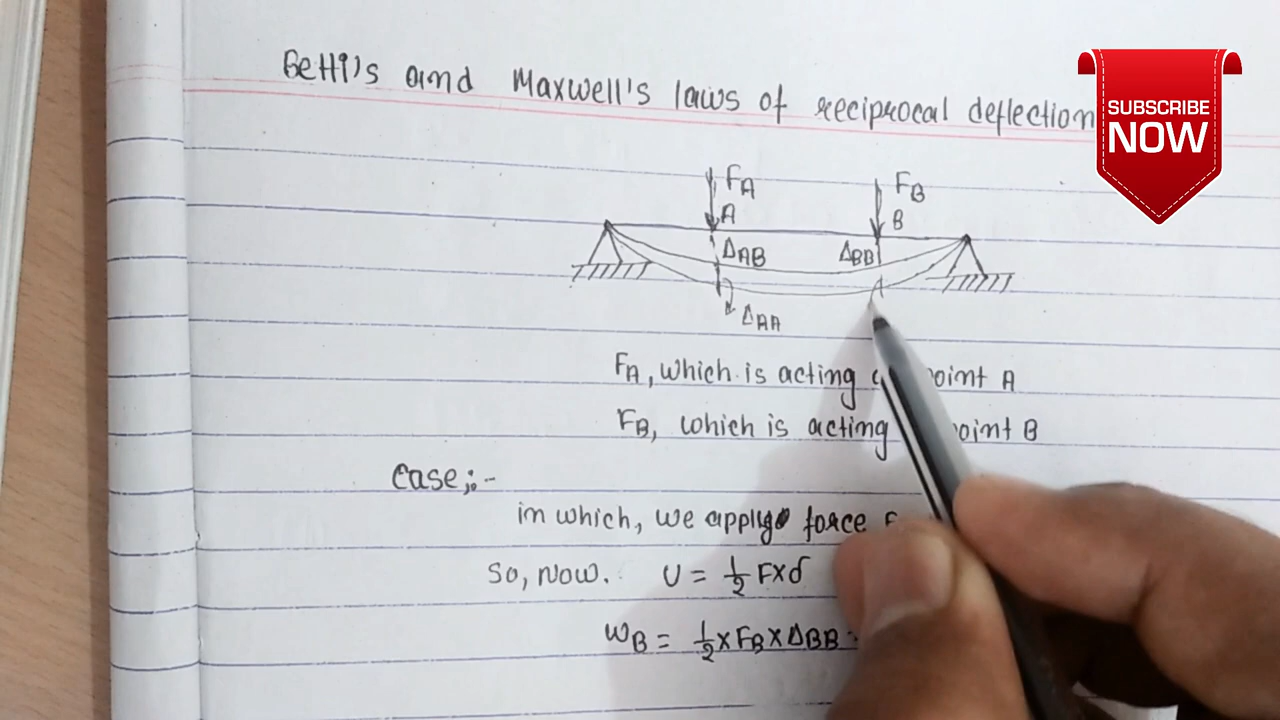 Betti's and Maxwell's laws of reciprocal deflection
SUBSCRIBE
NOW
FA
FB
A
B
ΔAB
ΔBB
ΔAA
FA, which is acting point A
FB, which is acting point B
Case;:-
in which, we apply force
So, Now. U = 1/2 F×δ
WB = 1/2 × FB × ΔBB